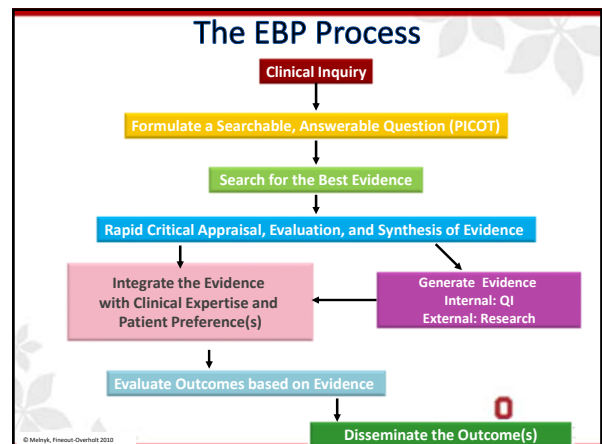 The EBP Process
Clinical Inquiry
Formulate a Searchable, Answerable Question (PICOT)
Search for the Best Evidence
Rapid Critical Appraisal, Evaluation, and Synthesis of Evidence
Integrate the Evidence
with Clinical Expertise and
Patient Preference(s)
Generate Evidence
Internal: QI
External: Research
Evaluate Outcomes based on Evidence
Disseminate the Outcome(s)
© Melnyk, Fineout-Overholt 2010